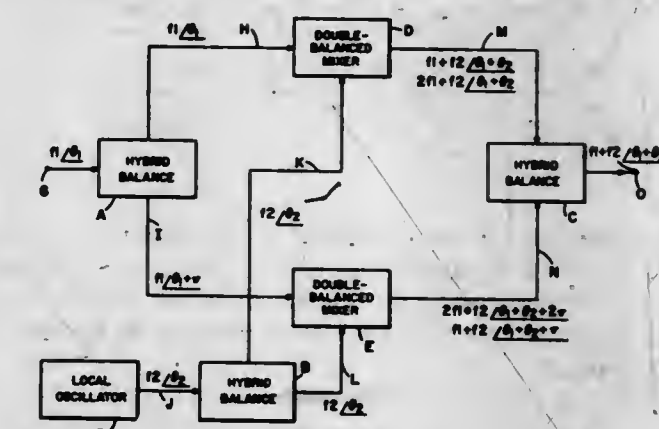 f1/θ1
H
DOUBLE-
BALANCED
MIXER
D
M
f1+f2/θ1+θ2
2f1+f2/θ1+θ2
f1/θ1
G
HYBRID
BALANCE
A
I
K
f2/θ2
HYBRID
BALANCE
C
f1+f2/θ1+θ
O
N
f1/θ1+π
DOUBLE-
BALANCED
MIXER
E
2f1+f2/θ1+θ2+2π
f1+f2/θ1+θ2+π
LOCAL
OSCILLATOR
f2/θ2
J
HYBRID
BALANCE
B
L
f2/θ2